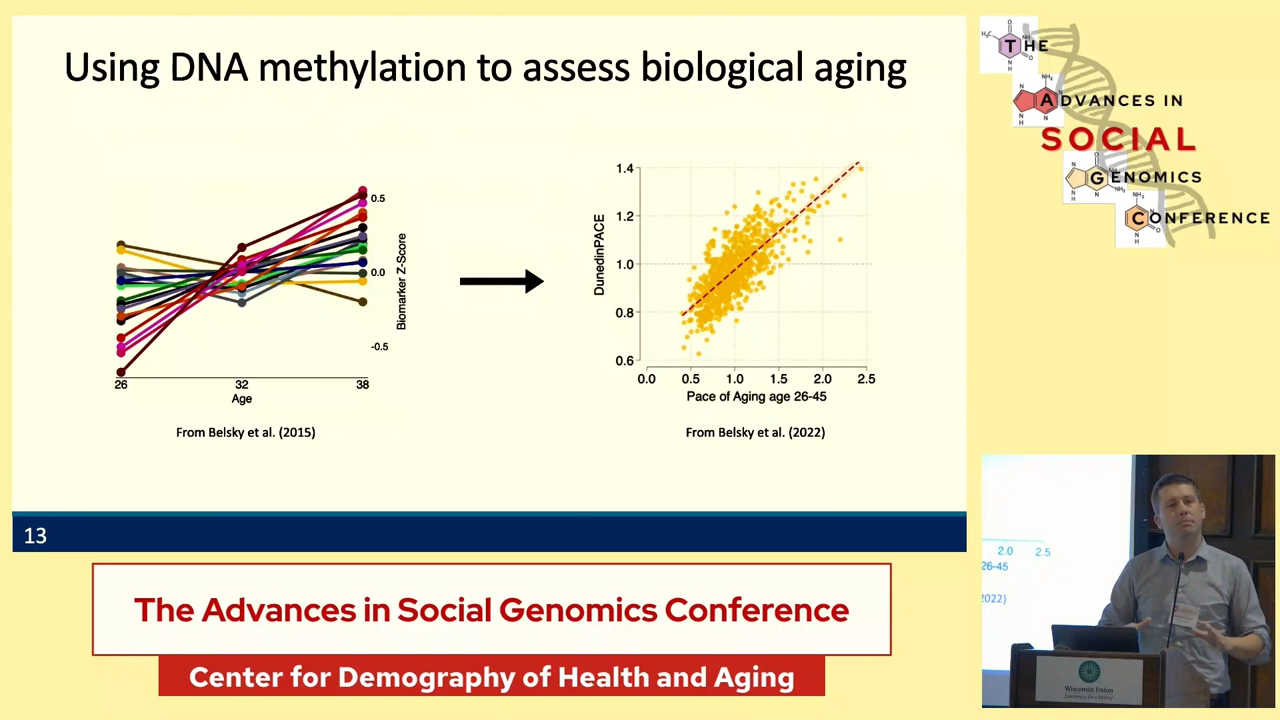 Using DNA methylation to assess biological aging
0.5
0.0
-0.5
Biomarker Z-Score
26
32
38
Age
From Belsky et al. (2015)
1.4
1.2
1.0
0.8
0.6
DunedinPACE
0.0
0.5
1.0
1.5
2.0
2.5
Pace of Aging age 26-45
From Belsky et al. (2022)
13
The Advances in Social Genomics Conference
Center for Demography of Health and Aging
THE
ADVANCES IN
SOCIAL
GENOMICS
CONFERENCE
2.0 2.5
26-45
2022)
Wisconsin Union